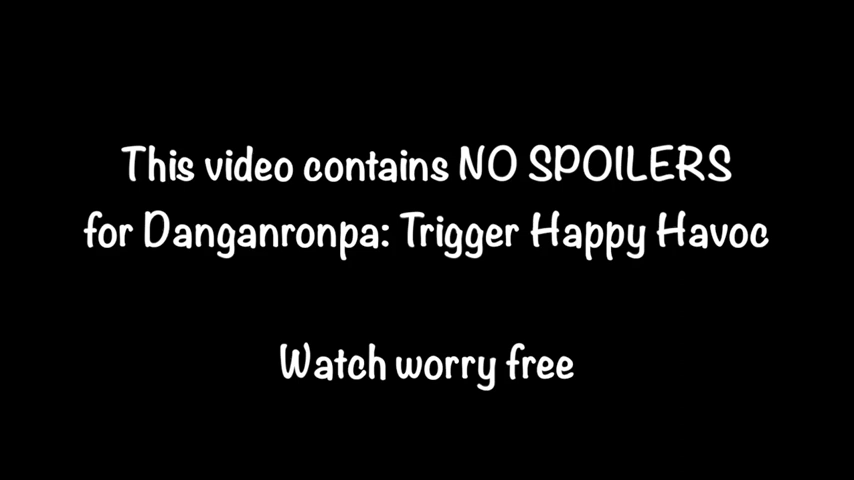 This video contains NO SPOILERS
for Danganronpa: Trigger Happy Havoc
Watch worry free